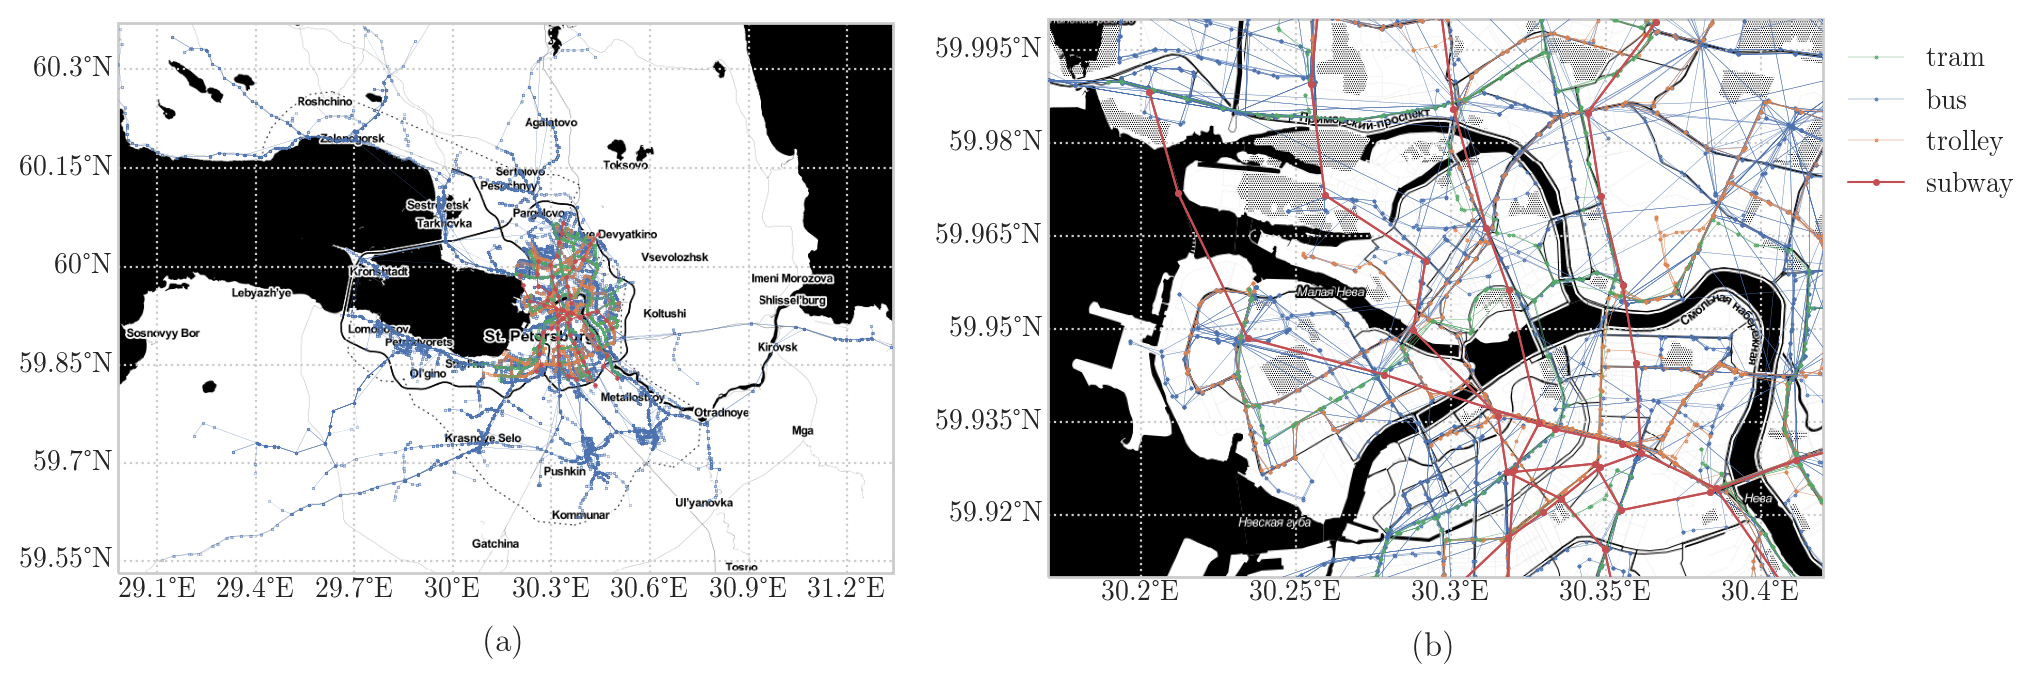 60.3°N
60.15°N
60°N
59.85°N
59.7°N
59.55°N
Roshchino
Zelenogorsk
Agalatovo
Toksovo
Sertolovo
Pesochnyy
Sestroretsk
Tarkhovka
Pargolovo
Devyatkino
Vsevolozhsk
Kronshtadt
Imeni Morozova
Lebyazh'ye
Shlissel'burg
Koltushi
Sosnovyy Bor
Lomonosov
St. Petersburg
Petrodvorets
Kirovsk
Ol'gino
Metallostroy
Otradnoye
Krasnoye Selo
Mga
Pushkin
Ul'yanovka
Kommunar
Gatchina
Tosno
29.1°E 29.4°E 29.7°E 30°E 30.3°E 30.6°E 30.9°E 31.2°E
(a)
59.995°N
59.98°N
59.965°N
59.95°N
59.935°N
59.92°N
Приморский проспект
Малая Нева
Смольная набережная
Нева
Невская губа
30.2°E 30.25°E 30.3°E 30.35°E 30.4°E
(b)
tram
bus
trolley
subway